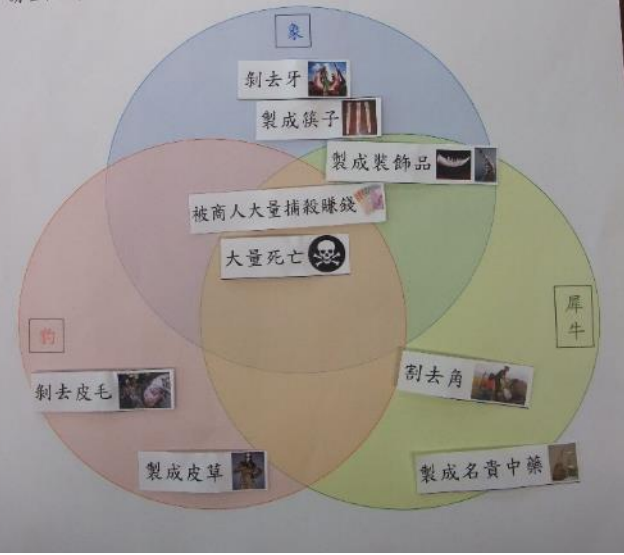 象
剝去牙
製成筷子
製成裝飾品
被商人大量捕殺賺錢
大量死亡
豹
犀牛
剝去皮毛
割去角
製成皮草
製成名貴中藥